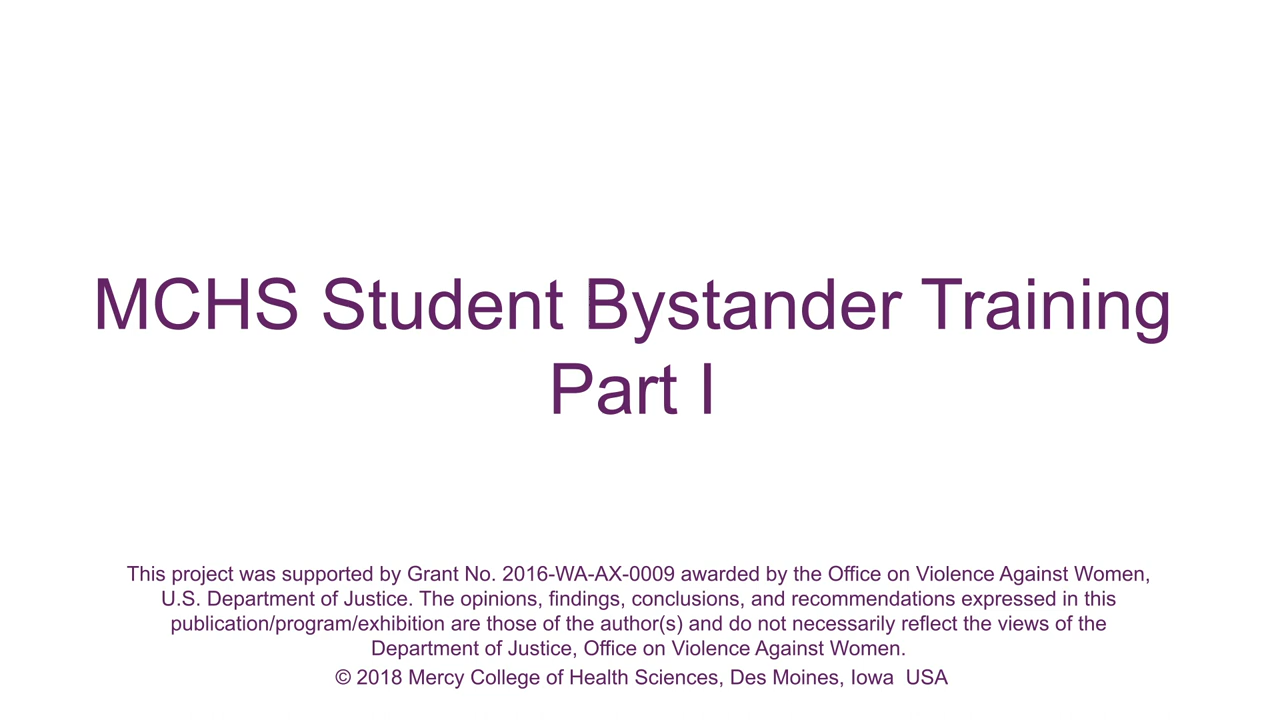 MCHS Student Bystander Training
Part I
This project was supported by Grant No. 2016-WA-AX-0009 awarded by the Office on Violence Against Women,
U.S. Department of Justice. The opinions, findings, conclusions, and recommendations expressed in this
publication/program/exhibition are those of the author(s) and do not necessarily reflect the views of the
Department of Justice, Office on Violence Against Women.
© 2018 Mercy College of Health Sciences, Des Moines, Iowa  USA